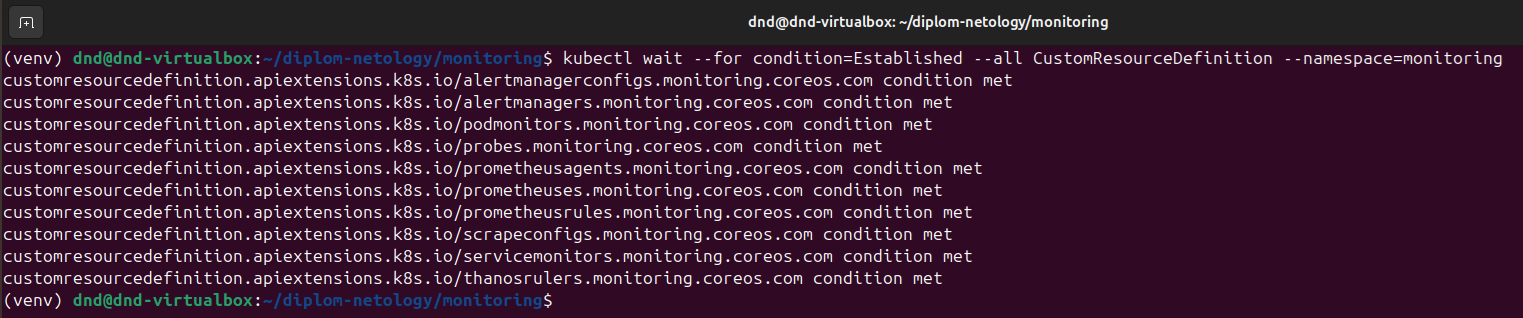 dnd@dnd-virtualbox: ~/diplom-netology/monitoring
(venv) dnd@dnd-virtualbox:~/diplom-netology/monitoring$ kubectl wait --for condition=Established --all CustomResourceDefinition --namespace=monitoring
customresourcedefinition.apiextensions.k8s.io/alertmanagerconfigs.monitoring.coreos.com condition met
customresourcedefinition.apiextensions.k8s.io/alertmanagers.monitoring.coreos.com condition met
customresourcedefinition.apiextensions.k8s.io/podmonitors.monitoring.coreos.com condition met
customresourcedefinition.apiextensions.k8s.io/probes.monitoring.coreos.com condition met
customresourcedefinition.apiextensions.k8s.io/prometheusagents.monitoring.coreos.com condition met
customresourcedefinition.apiextensions.k8s.io/prometheuses.monitoring.coreos.com condition met
customresourcedefinition.apiextensions.k8s.io/prometheusrules.monitoring.coreos.com condition met
customresourcedefinition.apiextensions.k8s.io/scrapeconfigs.monitoring.coreos.com condition met
customresourcedefinition.apiextensions.k8s.io/servicemonitors.monitoring.coreos.com condition met
customresourcedefinition.apiextensions.k8s.io/thanosrulers.monitoring.coreos.com condition met
(venv) dnd@dnd-virtualbox:~/diplom-netology/monitoring$